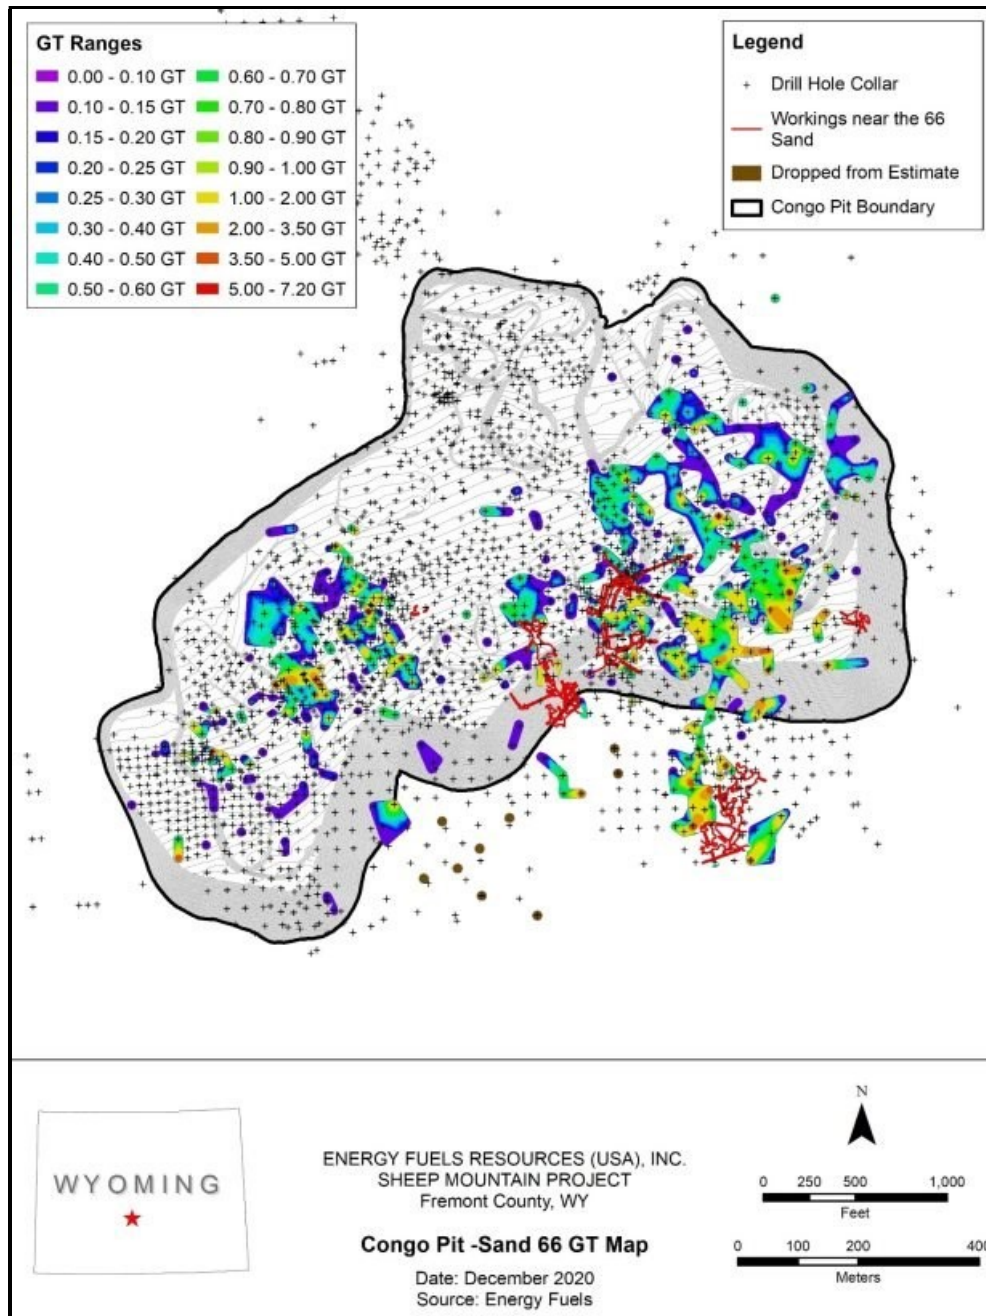 GT Ranges
0.00 - 0.10 GT
0.10 - 0.15 GT
0.15 - 0.20 GT
0.20 - 0.25 GT
0.25 - 0.30 GT
0.30 - 0.40 GT
0.40 - 0.50 GT
0.50 - 0.60 GT
0.60 - 0.70 GT
0.70 - 0.80 GT
0.80 - 0.90 GT
0.90 - 1.00 GT
1.00 - 2.00 GT
2.00 - 3.50 GT
3.50 - 5.00 GT
5.00 - 7.20 GT
Legend
Drill Hole Collar
Workings near the 66
Sand
Dropped from Estimate
Congo Pit Boundary
WYOMING
ENERGY FUELS RESOURCES (USA), INC.
SHEEP MOUNTAIN PROJECT
Fremont County, WY
Congo Pit -Sand 66 GT Map
Date: December 2020
Source: Energy Fuels
N
0 250 500 1,000
Feet
0 100 200 400
Meters